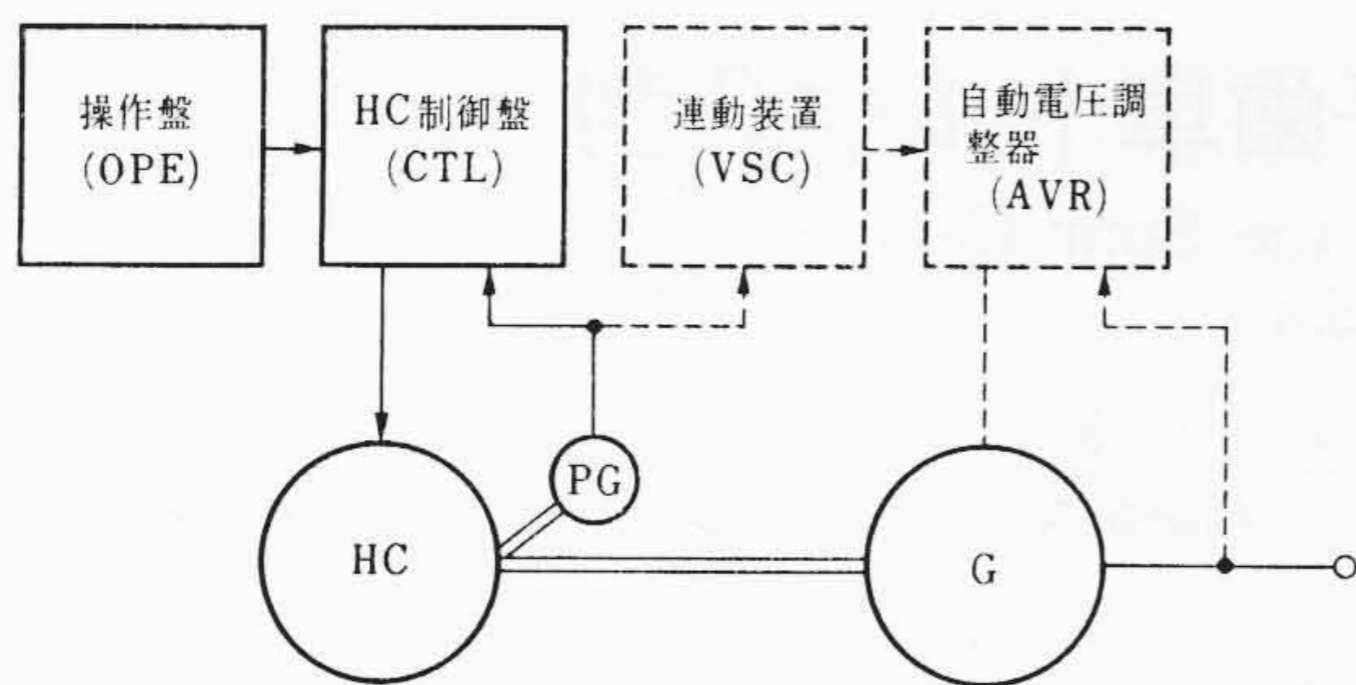 操作盤
(OPE)
HC制御盤
(CTL)
連動装置
(VSC)
自動電圧調
整器
(AVR)
PG
HC
G